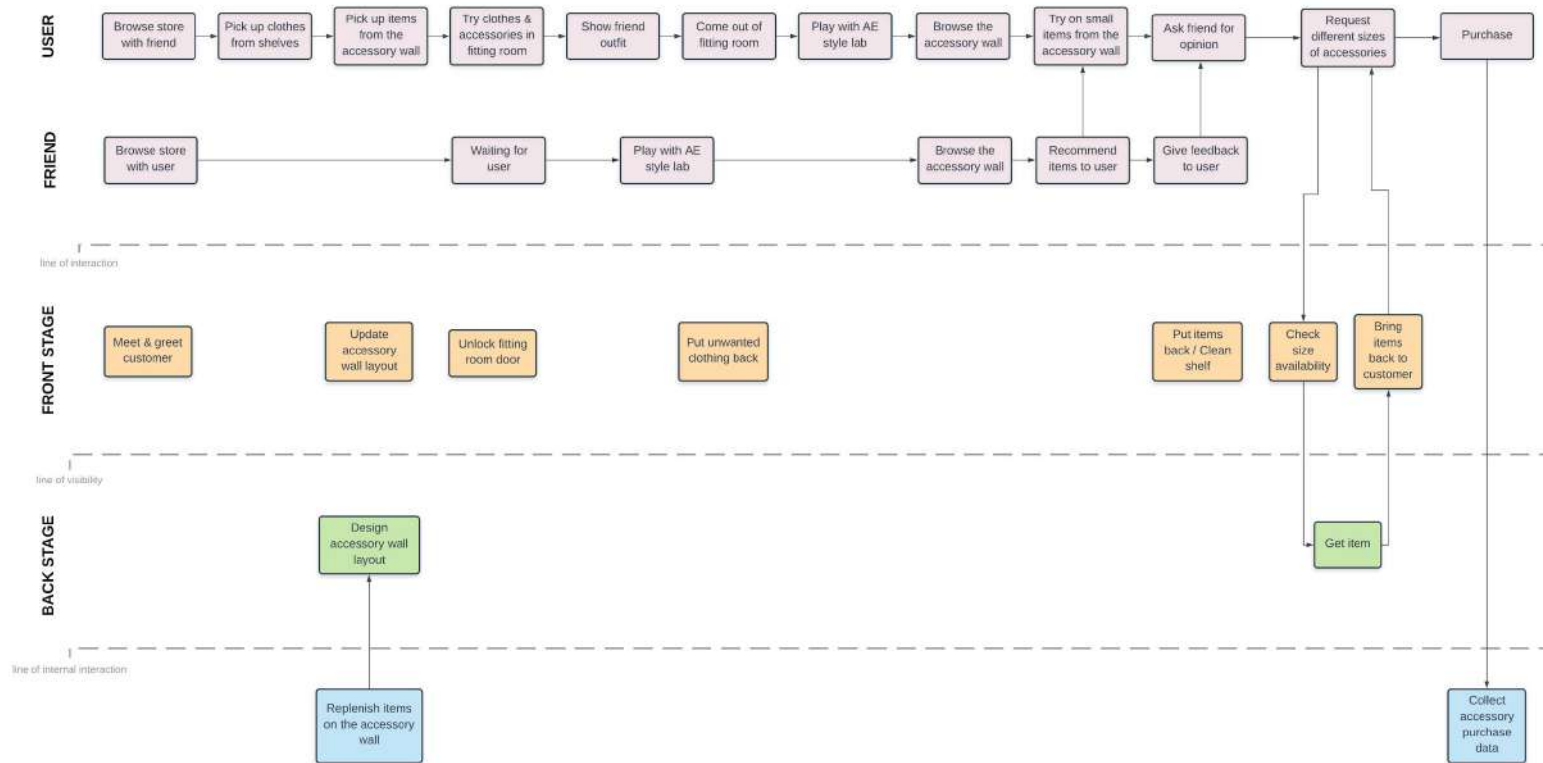 USER
Browse store
with friend
Pick up clothes
from shelves
Pick up items
from the
accessory wall
Try clothes &
accessories in
fitting room
Show friend
outfit
Come out of
fitting room
Play with AE
style lab
Browse the
accessory wall
Try on small
items from the
accessory wall
Ask friend for
opinion
Request
different sizes
of accessories
Purchase
FRIEND
Browse store
with user
Waiting for
user
Play with AE
style lab
Browse the
accessory wall
Recommend
items to user
Give feedback
to user
line of interaction
FRONT STAGE
Meet & greet
customer
Update
accessory
wall layout
Unlock fitting
room door
Put unwanted
clothing back
Put items
back / Clean
shelf
Check
size
availability
Bring
items
back to
customer
line of visibility
BACK STAGE
Design
accessory wall
layout
Get item
line of internal interaction
Replenish items
on the accessory
wall
Collect
accessory
purchase
data